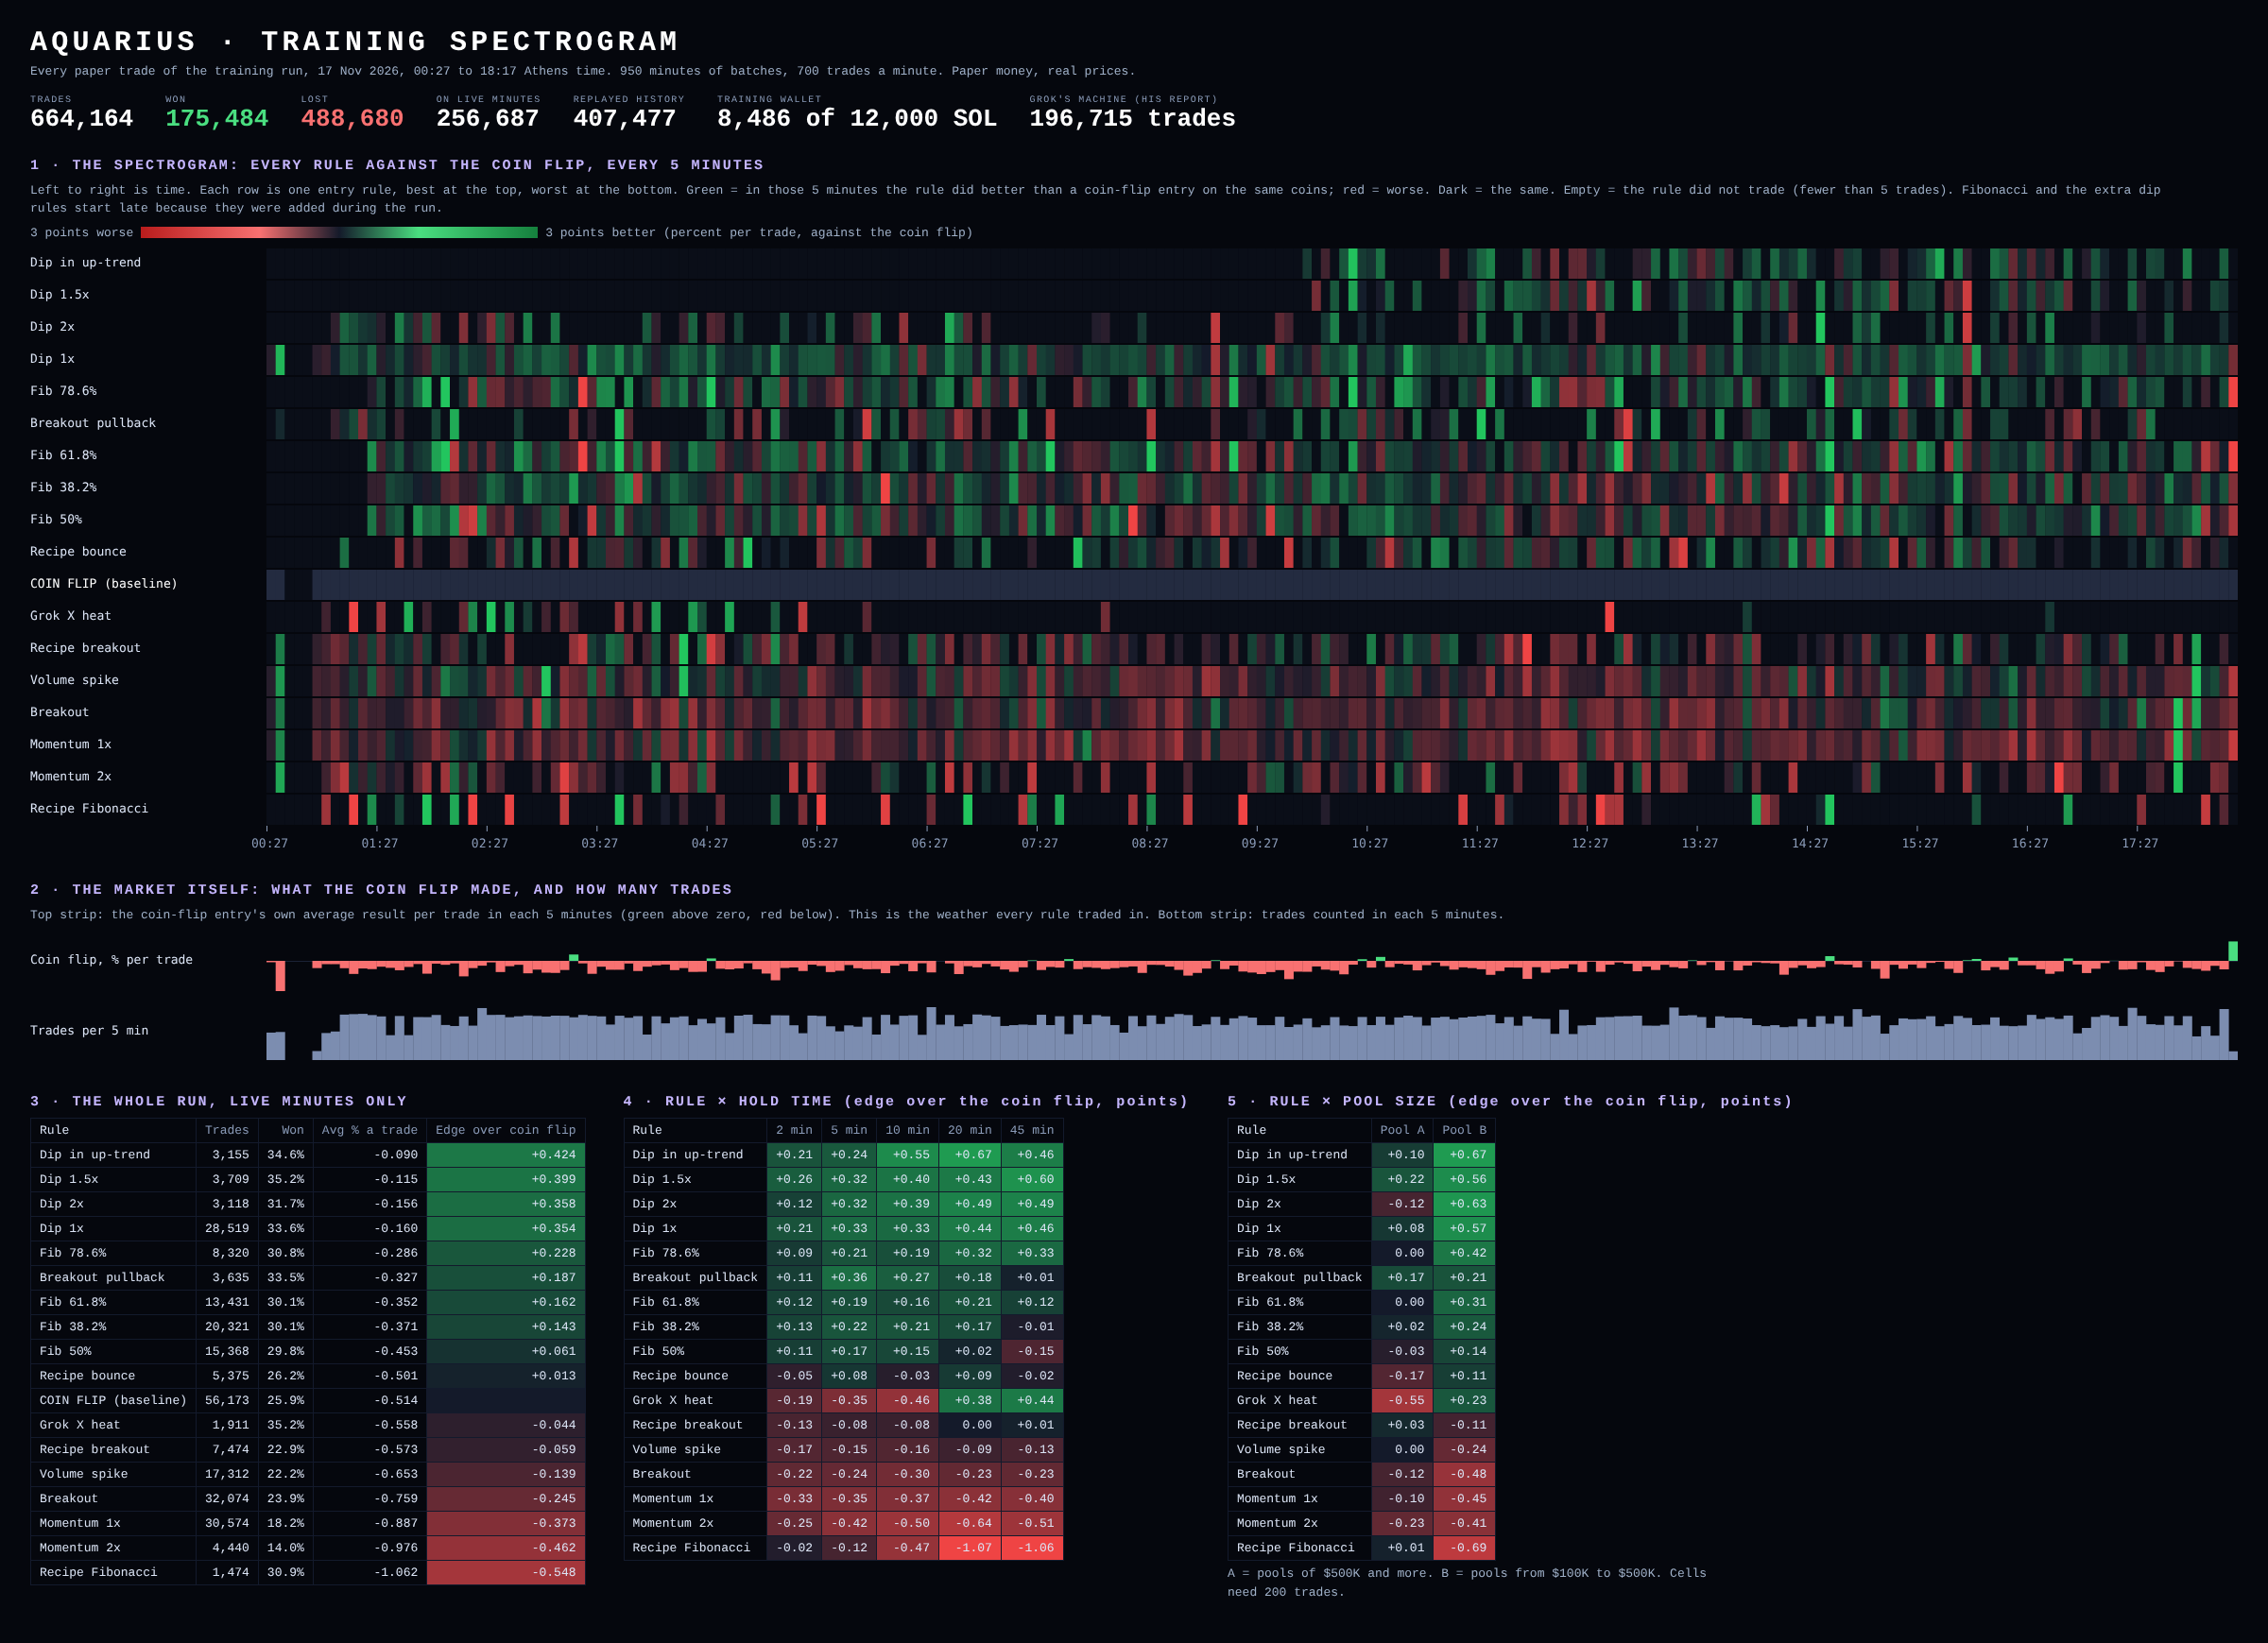 AQUARIUS · TRAINING SPECTROGRAM
Every paper trade of the training run, 17 Nov 2026, 00:27 to 18:17 Athens time. 950 minutes of batches, 700 trades a minute. Paper money, real prices.
TRADES WON LOST ON LIVE MINUTES REPLAYED HISTORY TRAINING WALLET GROK'S MACHINE (HIS REPORT)
664,164 175,484 488,680 256,687 407,477 8,486 of 12,000 SOL 196,715 trades
1 · THE SPECTROGRAM: EVERY RULE AGAINST THE COIN FLIP, EVERY 5 MINUTES
Left to right is time. Each row is one entry rule, best at the top, worst at the bottom. Green = in those 5 minutes the rule did better than a coin-flip entry on the same coins; red = worse. Dark = the same. Empty = the rule did not trade (fewer than 5 trades). Fibonacci and the extra dip
rules start late because they were added during the run.
3 points worse 3 points better (percent per trade, against the coin flip)
Dip in up-trend
Dip 1.5x
Dip 2x
Dip 1x
Fib 78.6%
Breakout pullback
Fib 61.8%
Fib 38.2%
Fib 50%
Recipe bounce
COIN FLIP (baseline)
Grok X heat
Recipe breakout
Volume spike
Breakout
Momentum 1x
Momentum 2x
Recipe Fibonacci
00:27 01:27 02:27 03:27 04:27 05:27 06:27 07:27 08:27 09:27 10:27 11:27 12:27 13:27 14:27 15:27 16:27 17:27
2 · THE MARKET ITSELF: WHAT THE COIN FLIP MADE, AND HOW MANY TRADES
Top strip: the coin-flip entry's own average result per trade in each 5 minutes (green above zero, red below). This is the weather every rule traded in. Bottom strip: trades counted in each 5 minutes.
Coin flip, % per trade
Trades per 5 min
3 · THE WHOLE RUN, LIVE MINUTES ONLY
Rule Trades Won Avg % a trade Edge over coin flip
Dip in up-trend 3,155 34.6% -0.090 +0.424
Dip 1.5x 3,709 35.2% -0.115 +0.399
Dip 2x 3,118 31.7% -0.156 +0.358
Dip 1x 28,519 33.6% -0.160 +0.354
Fib 78.6% 8,320 30.8% -0.286 +0.228
Breakout pullback 3,635 33.5% -0.327 +0.187
Fib 61.8% 13,431 30.1% -0.352 +0.162
Fib 38.2% 20,321 30.1% -0.371 +0.143
Fib 50% 15,368 29.8% -0.453 +0.061
Recipe bounce 5,375 26.2% -0.501 +0.013
COIN FLIP (baseline) 56,173 25.9% -0.514
Grok X heat 1,911 35.2% -0.558 -0.044
Recipe breakout 7,474 22.9% -0.573 -0.059
Volume spike 17,312 22.2% -0.653 -0.139
Breakout 32,074 23.9% -0.759 -0.245
Momentum 1x 30,574 18.2% -0.887 -0.373
Momentum 2x 4,440 14.0% -0.976 -0.462
Recipe Fibonacci 1,474 30.9% -1.062 -0.548
4 · RULE × HOLD TIME (edge over the coin flip, points)
Rule 2 min 5 min 10 min 20 min 45 min
Dip in up-trend +0.21 +0.24 +0.55 +0.67 +0.46
Dip 1.5x +0.26 +0.32 +0.40 +0.43 +0.60
Dip 2x +0.12 +0.32 +0.39 +0.49 +0.49
Dip 1x +0.21 +0.33 +0.33 +0.44 +0.46
Fib 78.6% +0.09 +0.21 +0.19 +0.32 +0.33
Breakout pullback +0.11 +0.36 +0.27 +0.18 +0.01
Fib 61.8% +0.12 +0.19 +0.16 +0.21 +0.12
Fib 38.2% +0.13 +0.22 +0.21 +0.17 -0.01
Fib 50% +0.11 +0.17 +0.15 +0.02 -0.15
Recipe bounce -0.05 +0.08 -0.03 +0.09 -0.02
Grok X heat -0.19 -0.35 -0.46 +0.38 +0.44
Recipe breakout -0.13 -0.08 -0.08 0.00 +0.01
Volume spike -0.17 -0.15 -0.16 -0.09 -0.13
Breakout -0.22 -0.24 -0.30 -0.23 -0.23
Momentum 1x -0.33 -0.35 -0.37 -0.42 -0.40
Momentum 2x -0.25 -0.42 -0.50 -0.64 -0.51
Recipe Fibonacci -0.02 -0.12 -0.47 -1.07 -1.06
5 · RULE × POOL SIZE (edge over the coin flip, points)
Rule Pool A Pool B
Dip in up-trend +0.10 +0.67
Dip 1.5x +0.22 +0.56
Dip 2x -0.12 +0.63
Dip 1x +0.08 +0.57
Fib 78.6% 0.00 +0.42
Breakout pullback +0.17 +0.21
Fib 61.8% 0.00 +0.31
Fib 38.2% +0.02 +0.24
Fib 50% -0.03 +0.14
Recipe bounce -0.17 +0.11
Grok X heat -0.55 +0.23
Recipe breakout +0.03 -0.11
Volume spike 0.00 -0.24
Breakout -0.12 -0.48
Momentum 1x -0.10 -0.45
Momentum 2x -0.23 -0.41
Recipe Fibonacci +0.01 -0.69
A = pools of $500K and more. B = pools from $100K to $500K. Cells
need 200 trades.